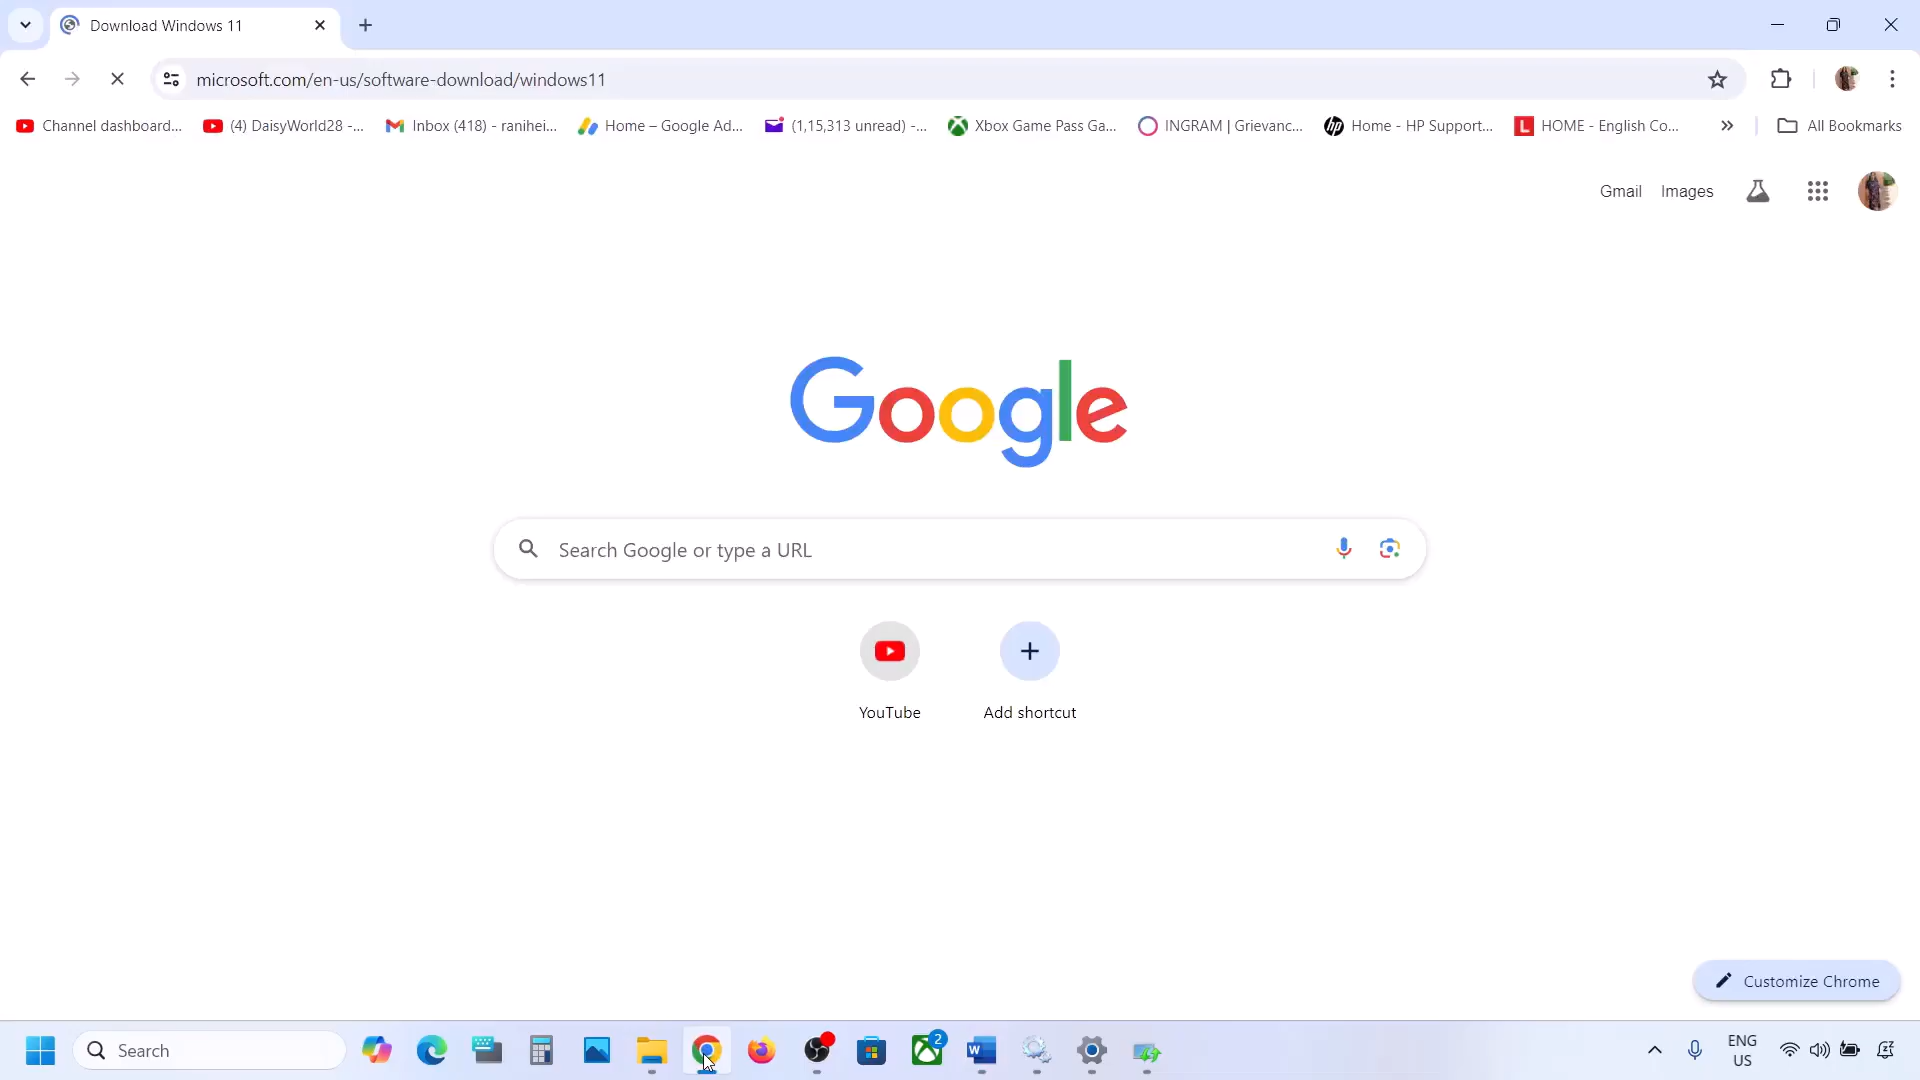 Download Windows 11
microsoft.com/en-us/software-download/windows11
Channel dashboard...
(4) DaisyWorld28 -...
Inbox (418) - ranihei...
Home – Google Ad...
(1,15,313 unread) -...
Xbox Game Pass Ga...
INGRAM | Grievanc...
hp Home - HP Support...
L HOME - English Co...
All Bookmarks
Gmail Images
Google
Search Google or type a URL
YouTube
Add shortcut
Customize Chrome
Search
2
W
ENG
US